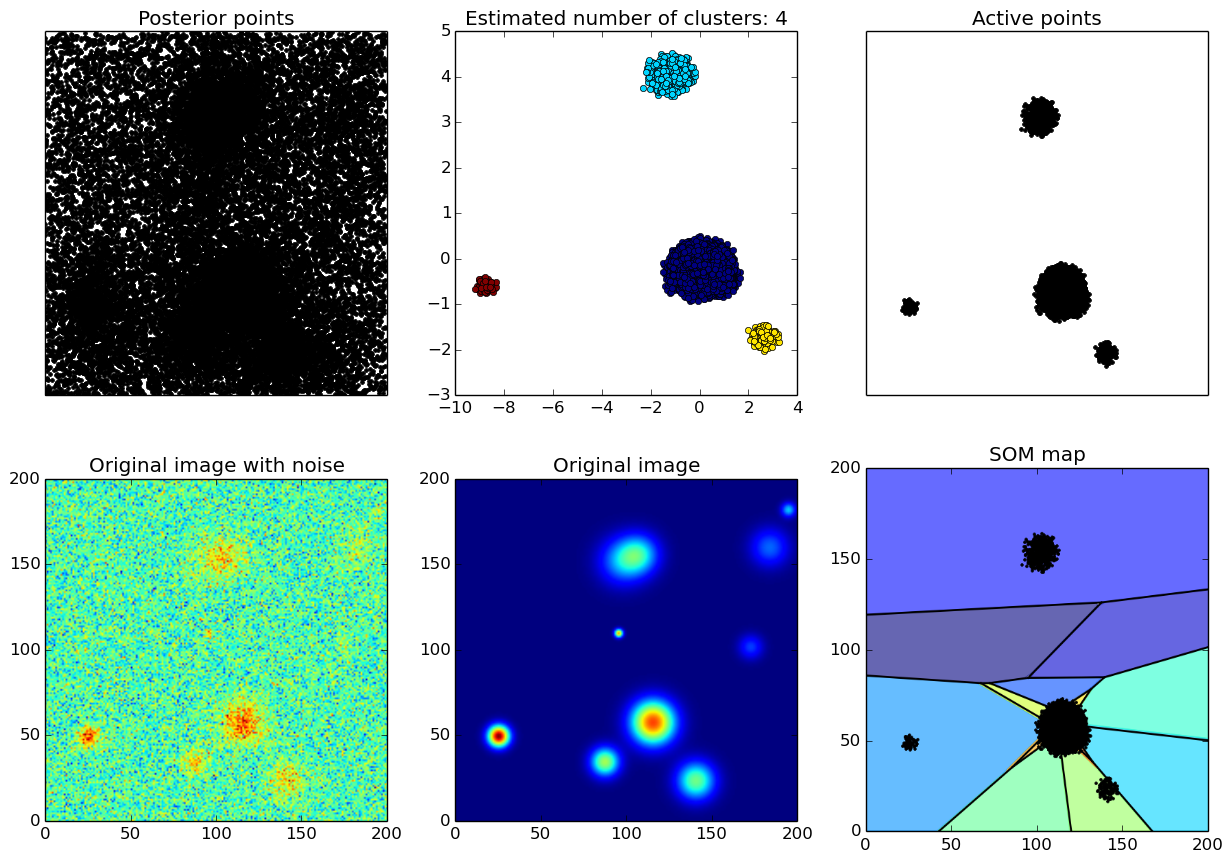 Posterior points
Estimated number of clusters: 4
Active points
5
4
3
2
1
0
−1
−2
−3
−10 −8 −6 −4 −2 0 2 4
Original image with noise
Original image
SOM map
200
150
100
50
0
0 50 100 150 200
200
150
100
50
0
0 50 100 150 200
200
150
100
50
0
0 50 100 150 200